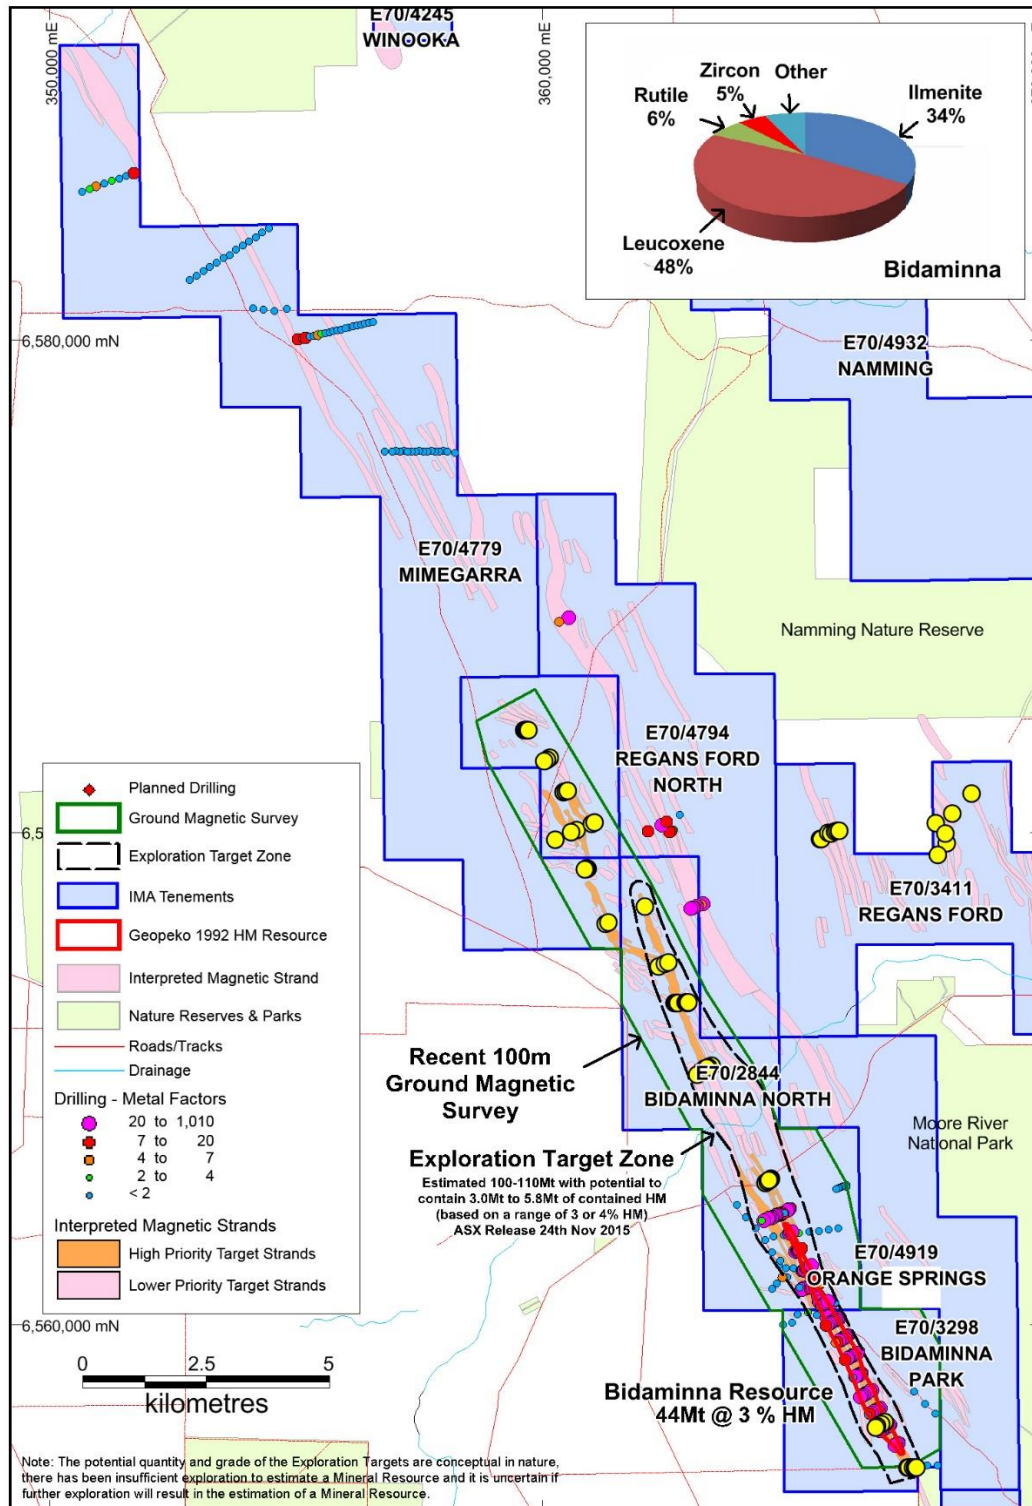 E70/4245
WINOOKA
350,000 mE
360,000 mE
Zircon
5%
Other
Rutile
6%
Ilmenite
34%
Leucoxene
48%
Bidaminna
6,580,000 mN
E70/4932
NAMMING
E70/4779
MIMEGARRA
Namming Nature Reserve
E70/4794
REGANS FORD
NORTH
E70/3411
REGANS FORD
Planned Drilling
Ground Magnetic Survey
Exploration Target Zone
IMA Tenements
Geopeko 1992 HM Resource
Interpreted Magnetic Strand
Nature Reserves & Parks
Roads/Tracks
Drainage
Drilling - Metal Factors
20 to 1,010
7 to 20
4 to 7
2 to 4
< 2
Interpreted Magnetic Strands
High Priority Target Strands
Lower Priority Target Strands
Recent 100m
Ground Magnetic
Survey
E70/2844
BIDAMINNA NORTH
Moore River
National Park
Exploration Target Zone
Estimated 100-110Mt with potential to
contain 3.0Mt to 5.8Mt of contained HM
(based on a range of 3 or 4% HM)
ASX Release 24th Nov 2015
E70/4919
ORANGE SPRINGS
6,560,000 mN
E70/3298
BIDAMINNA
PARK
0 2.5 5
kilometres
Bidaminna Resource
44Mt @ 3 % HM
Note: The potential quantity and grade of the Exploration Targets are conceptual in nature,
there has been insufficient exploration to estimate a Mineral Resource and it is uncertain if
further exploration will result in the estimation of a Mineral Resource.